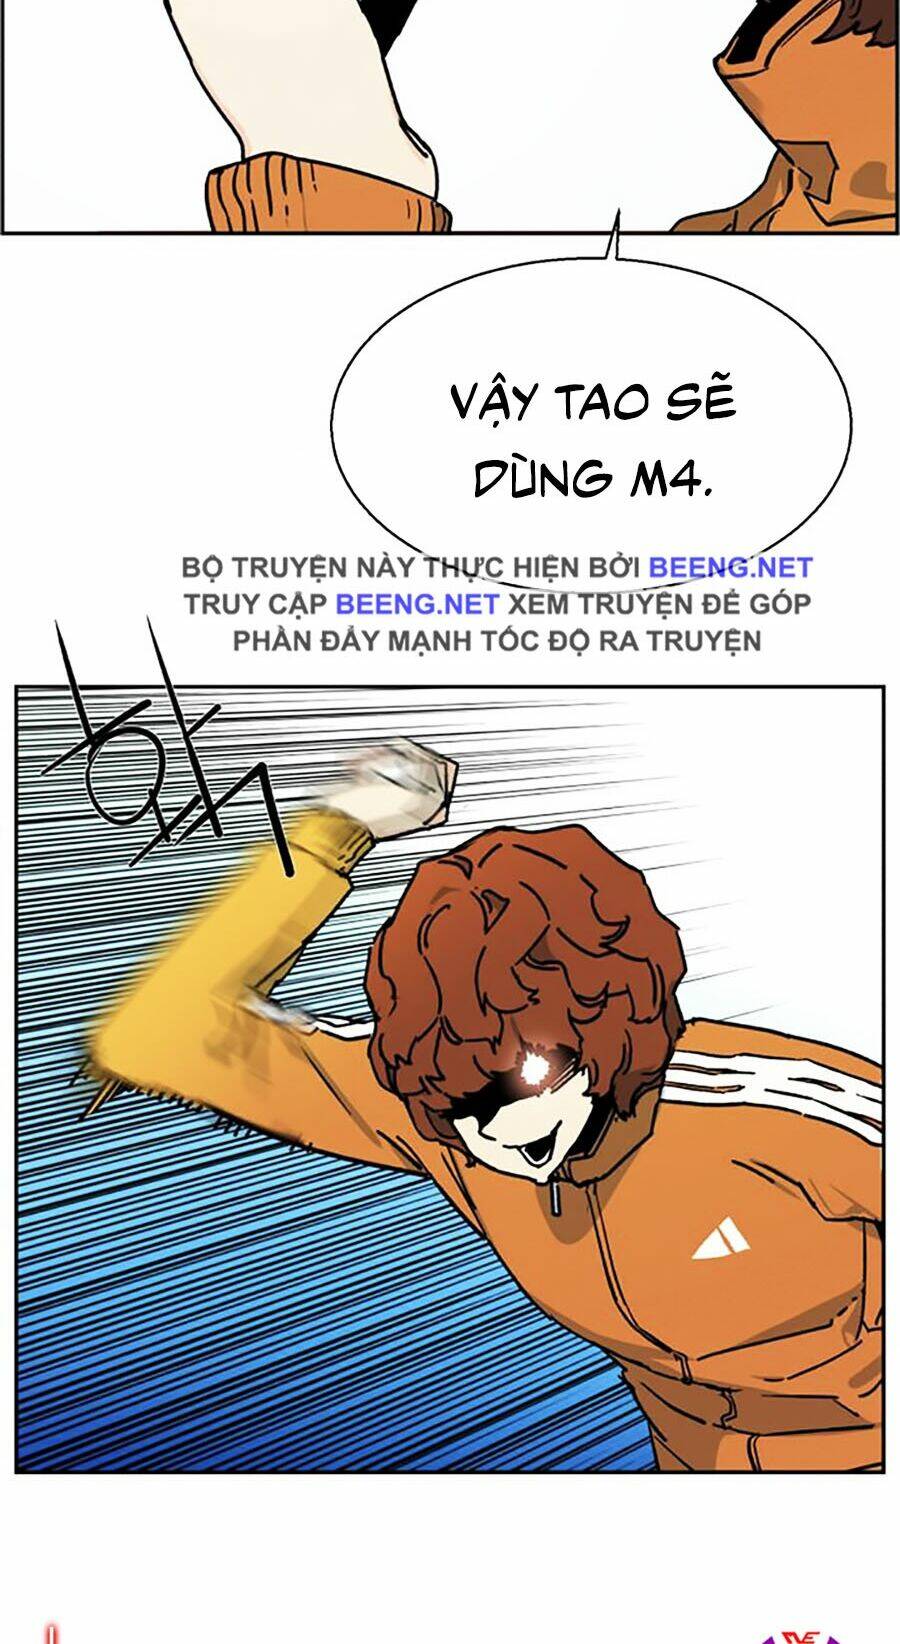 VẬY TAO SẼ
DÙNG M4.
BỘ TRUYỆN NÀY THỰC HIỆN BỞI BEENG.NET
TRUY CẬP BEENG.NET XEM TRUYỆN ĐỂ GÓP
PHẦN ĐẨY MẠNH TỐC ĐỘ RA TRUYỆN